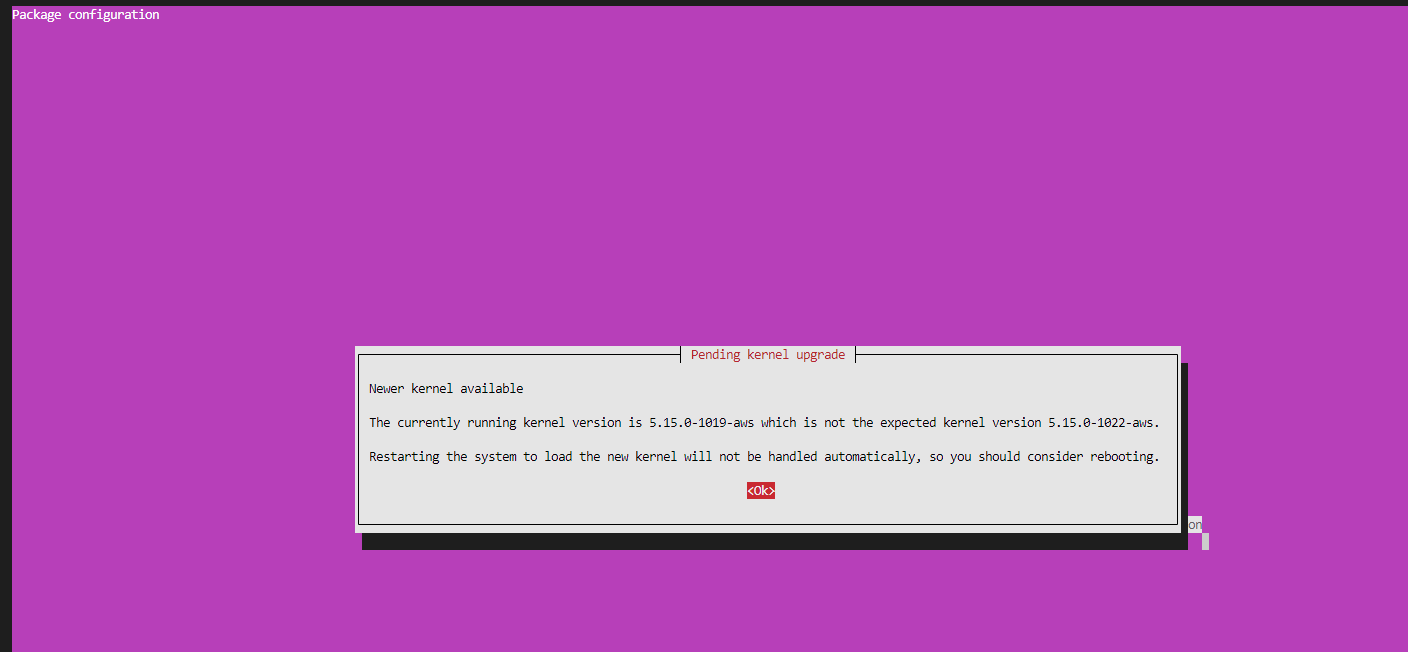 Package configuration
Pending kernel upgrade
Newer kernel available
The currently running kernel version is 5.15.0-1019-aws which is not the expected kernel version 5.15.0-1022-aws.
Restarting the system to load the new kernel will not be handled automatically, so you should consider rebooting.
<Ok>
on